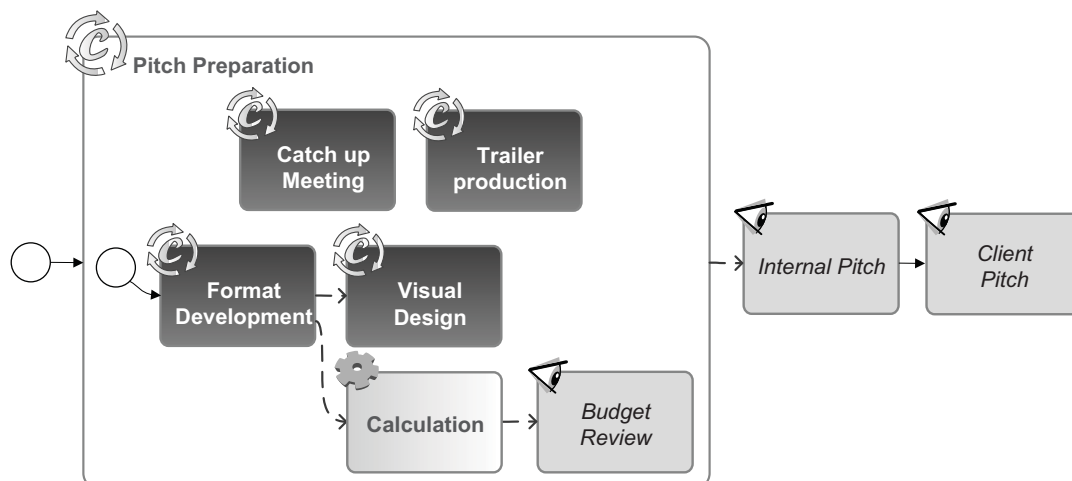 Pitch Preparation
Catch up
Meeting
Trailer
production
Format
Development
Visual
Design
Internal Pitch
Client
Pitch
Calculation
Budget
Review